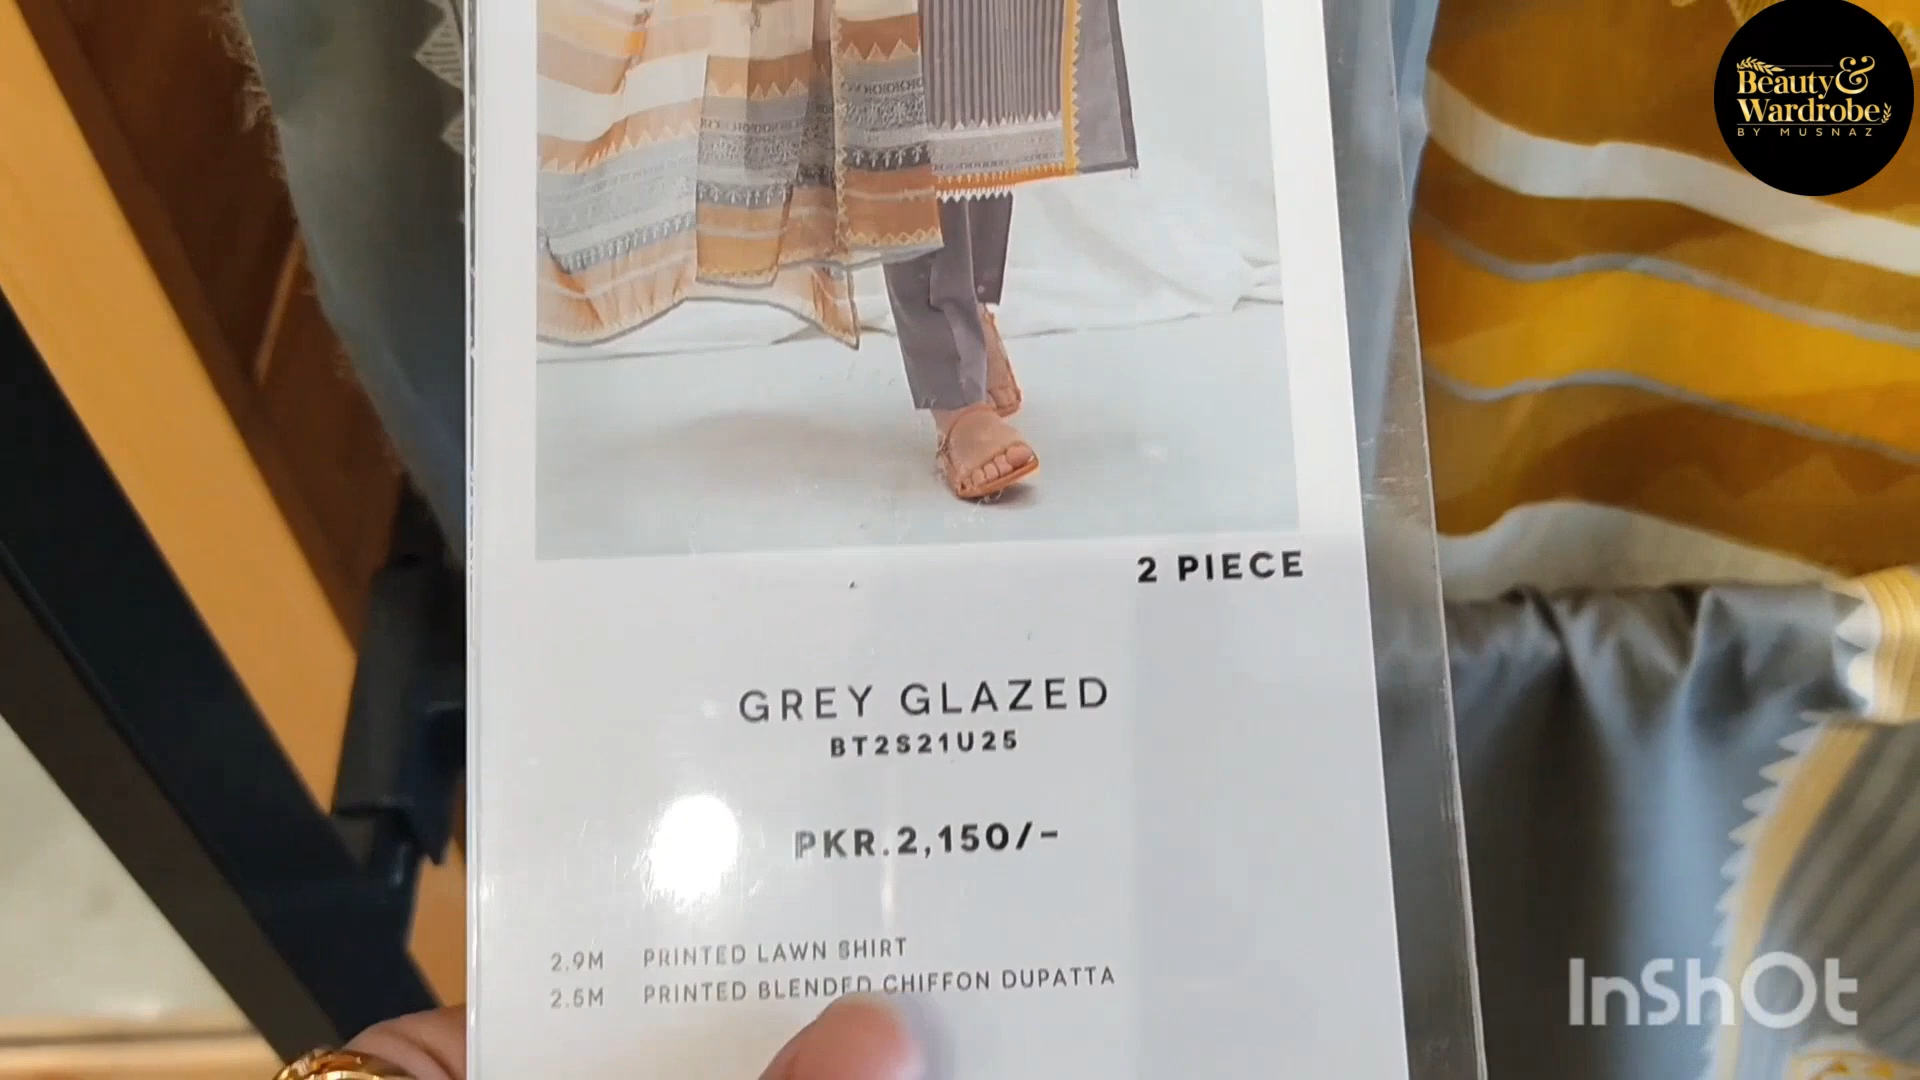 Beauty &
Wardrobe
BY MUSNAZ
2 PIECE
GREY GLAZED
BT2S21U25
PKR.2,150/-
2.9M PRINTED LAWN SHIRT
2.5M PRINTED BLENDED CHIFFON DUPATTA
InShOt